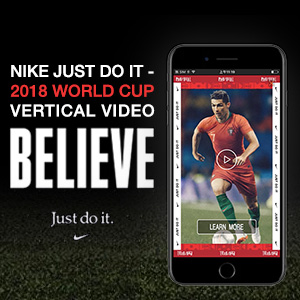 NIKE JUST DO IT -
2018 WORLD CUP
VERTICAL VIDEO
BELIEVE
Just do it.
LEARN MORE